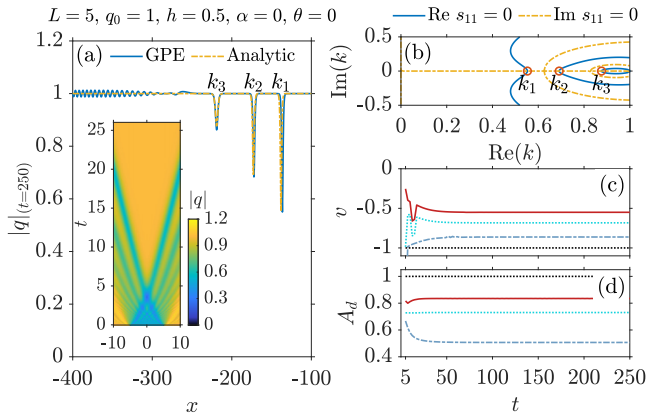 L = 5, q₀ = 1, h = 0.5, α = 0, θ = 0
(a) GPE Analytic
k₃ k₂ k₁
|q|(t=250)
1.2
1
0.8
0.6
0.4
0.2
0
-400 -300 -200 -100
x
t
25
20
15
10
5
0
-10 0 10
|q|
1.2
0.9
0.6
0.3
0
Re s₁₁ = 0 Im s₁₁ = 0
(b)
Im(k)
0.5
0
-0.5
k₁ k₂ k₃
0 0.2 0.4 0.6 0.8 1
Re(k)
(c)
v
0
-0.5
-1
(d)
A_d
1
0.8
0.6
0.4
5 50 100 150 200 250
t